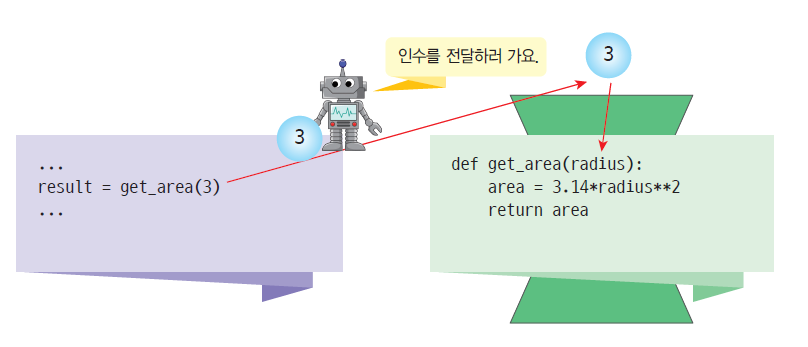 인수를 전달하러 가요.
3
3
...
result = get_area(3)
...
def get_area(radius):
    area = 3.14*radius**2
    return area